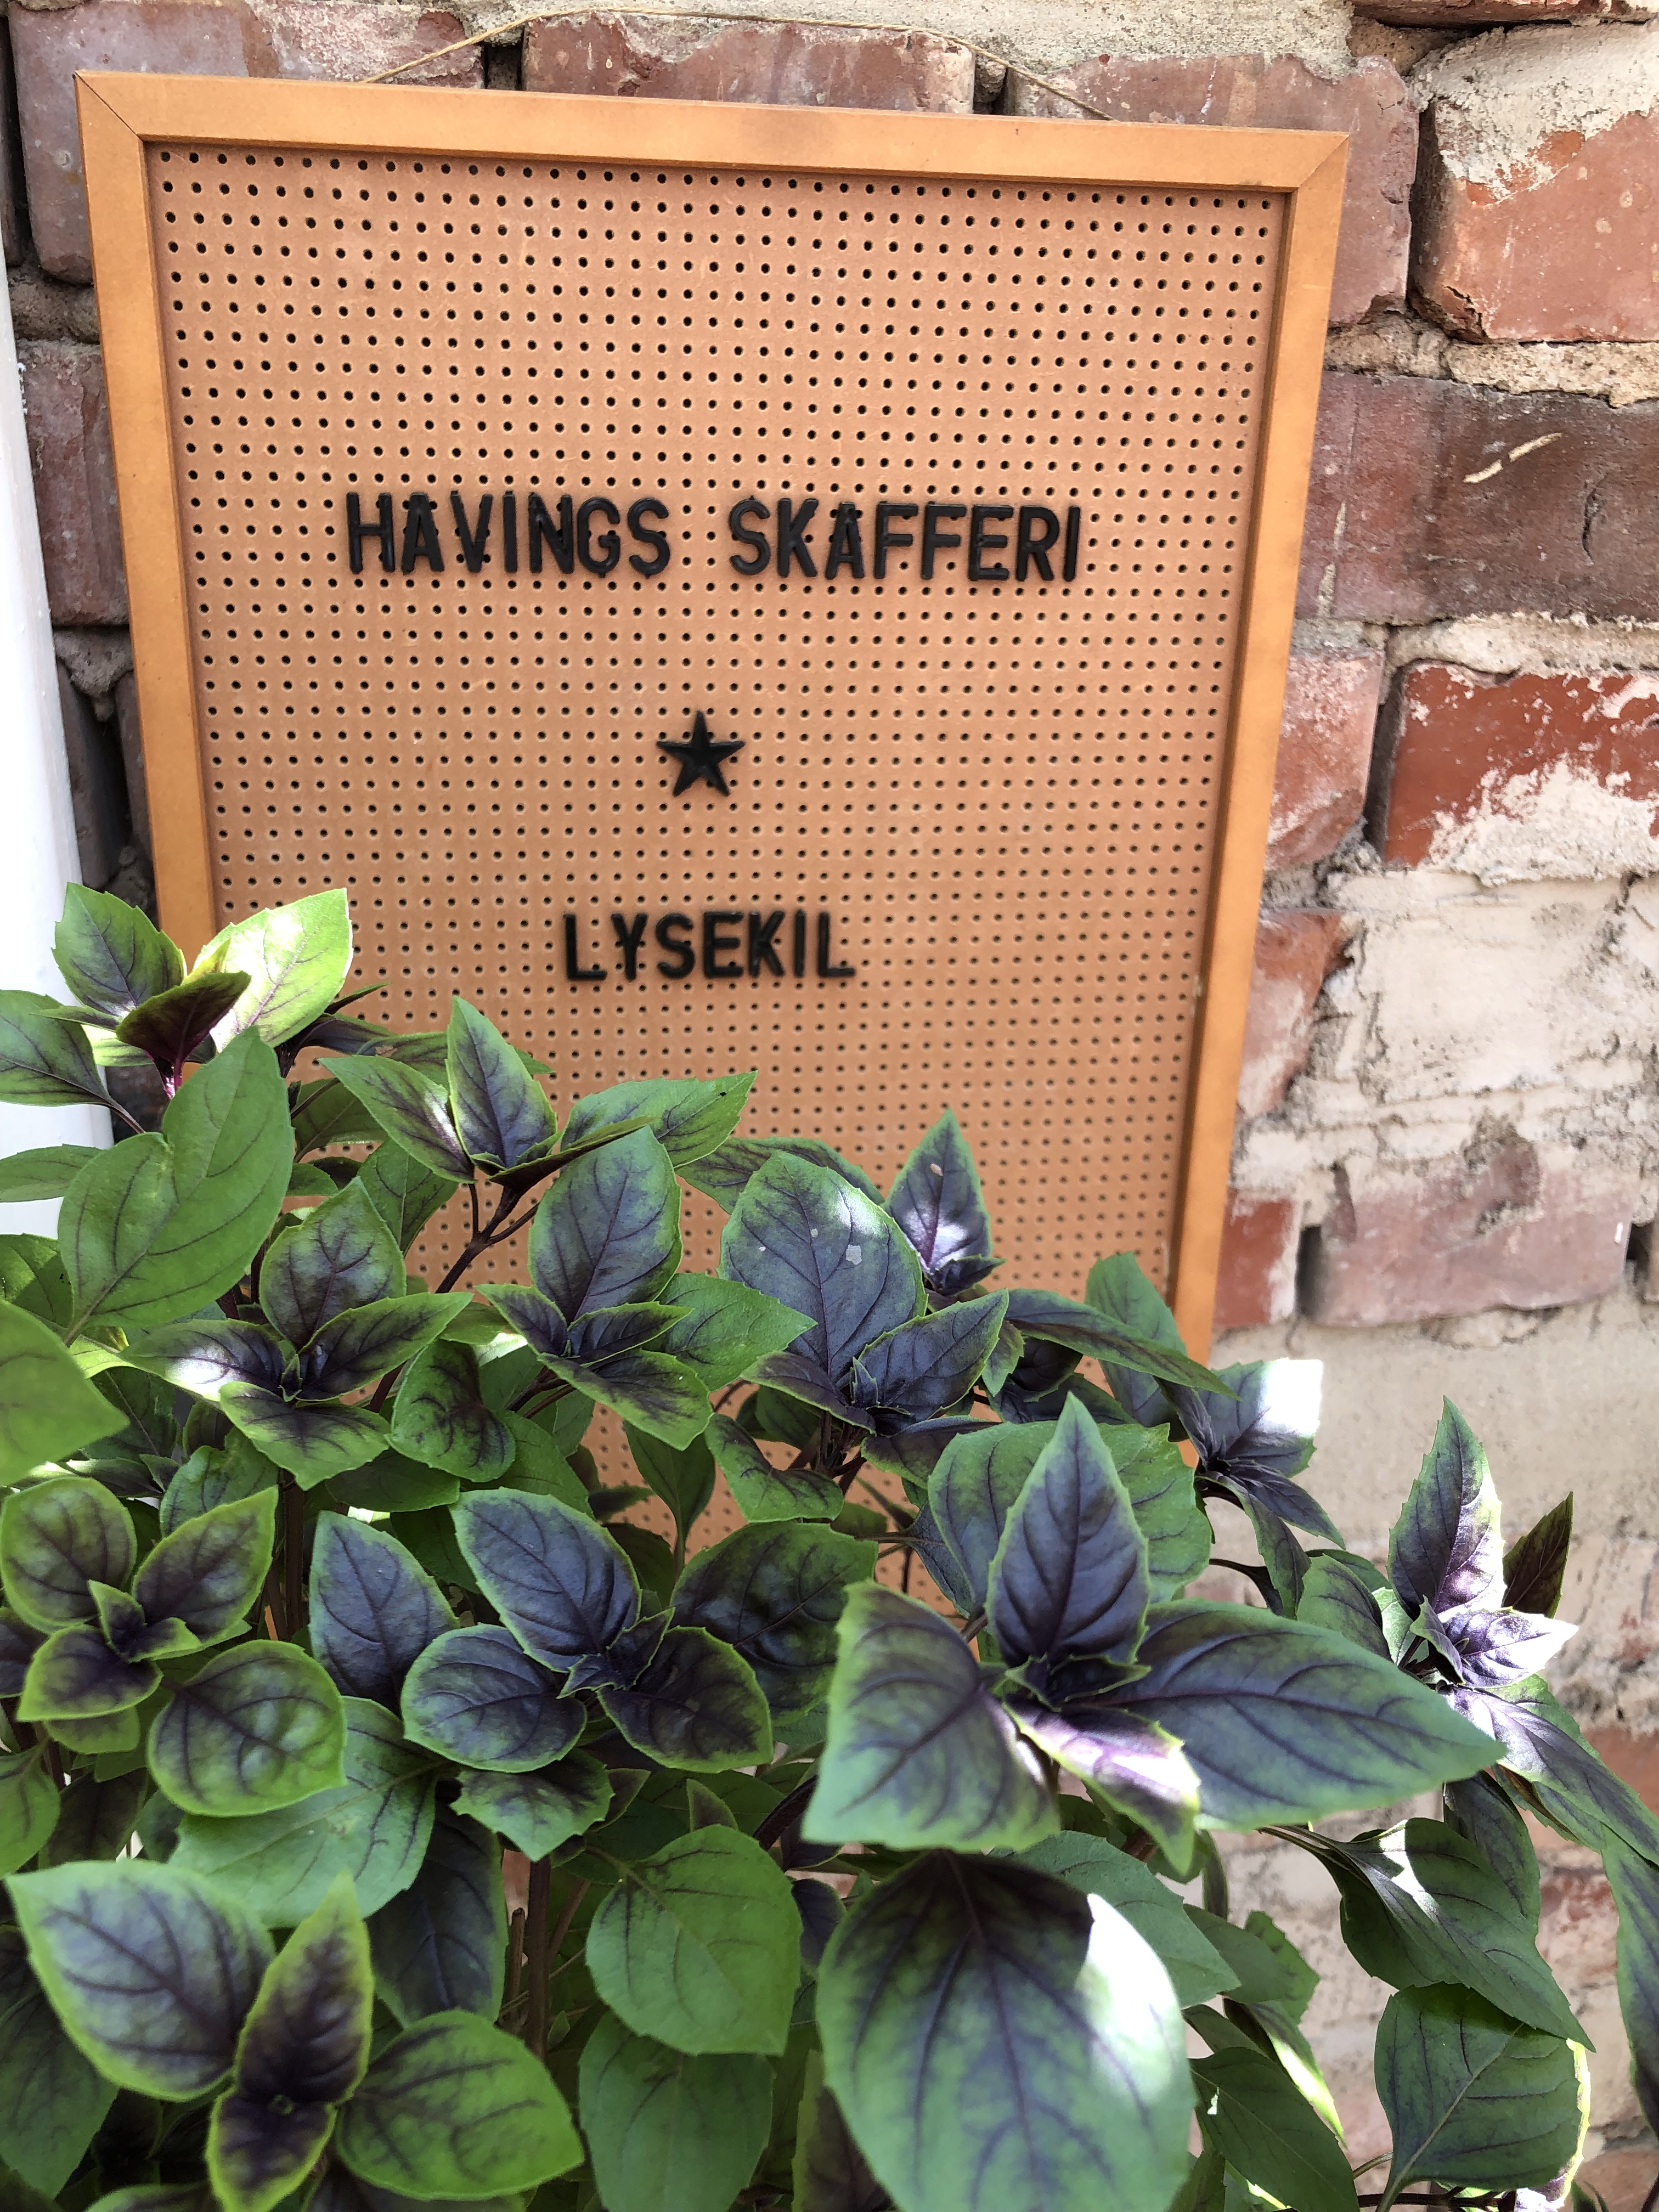 HAVINGS SKAFFERI
★
LYSEKIL